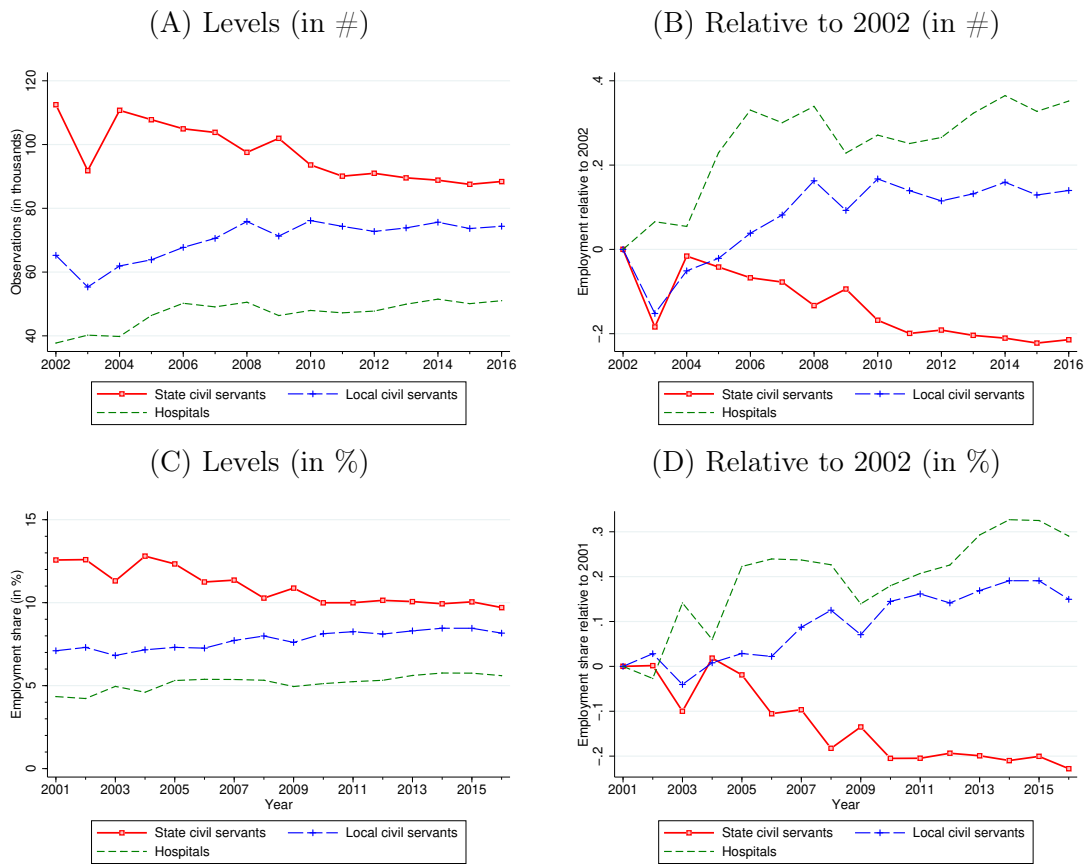 (A) Levels (in #)
Observations (in thousands)
120
100
80
60
40
2002 2004 2006 2008 2010 2012 2014 2016
State civil servants Local civil servants
Hospitals
(B) Relative to 2002 (in #)
Employment relative to 2002
.4
.2
0
-.2
2002 2004 2006 2008 2010 2012 2014 2016
State civil servants Local civil servants
Hospitals
(C) Levels (in %)
Employment share (in %)
15
10
5
0
2001 2003 2005 2007 2009 2011 2013 2015
Year
State civil servants Local civil servants
Hospitals
(D) Relative to 2002 (in %)
Employment share relative to 2001
.3
.2
.1
0
-.1
-.2
2001 2003 2005 2007 2009 2011 2013 2015
Year
State civil servants Local civil servants
Hospitals